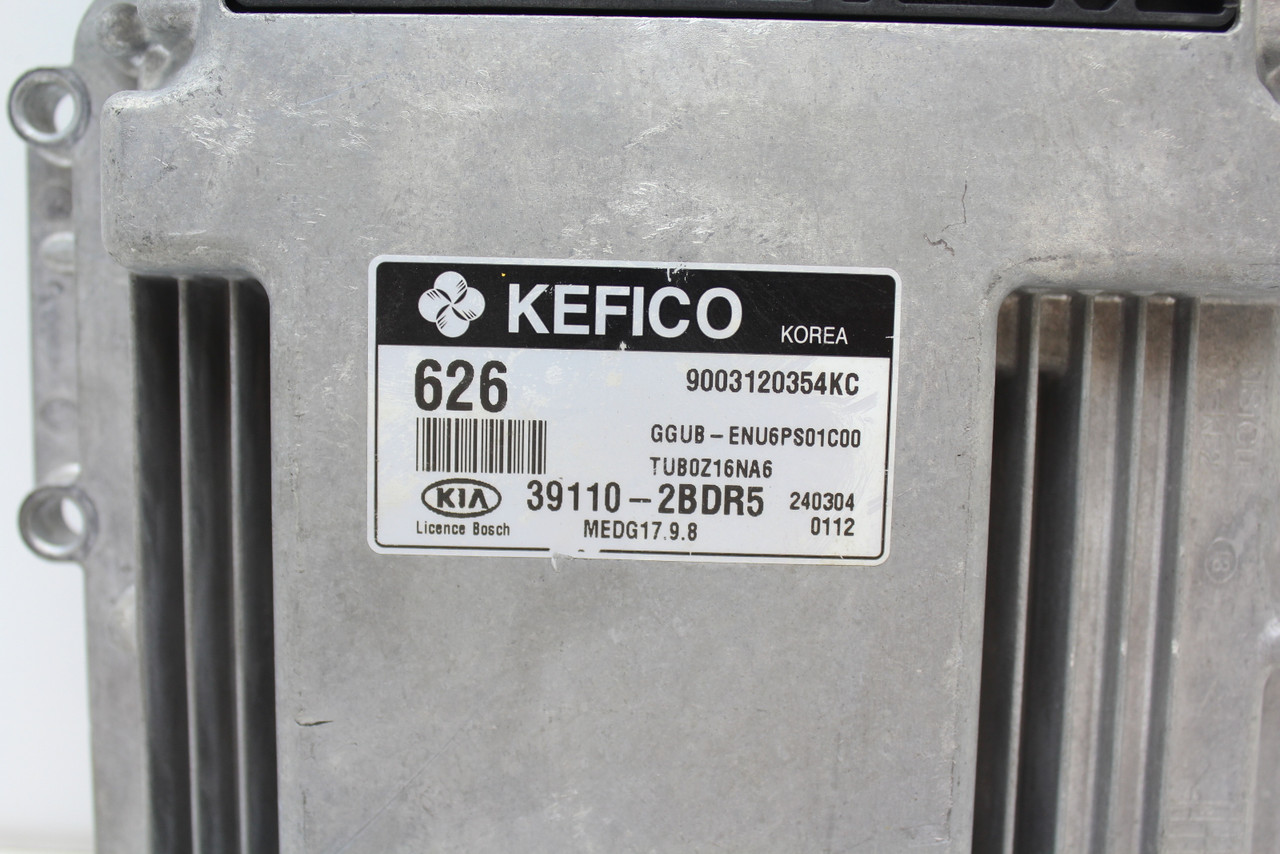 KEFICO KOREA
626 9003120354KC
GGUB-ENU6PS01C00
TUB0Z16NA6
KIA 39110-2BDR5 240304
Licence Bosch MEDG17.9.8 0112